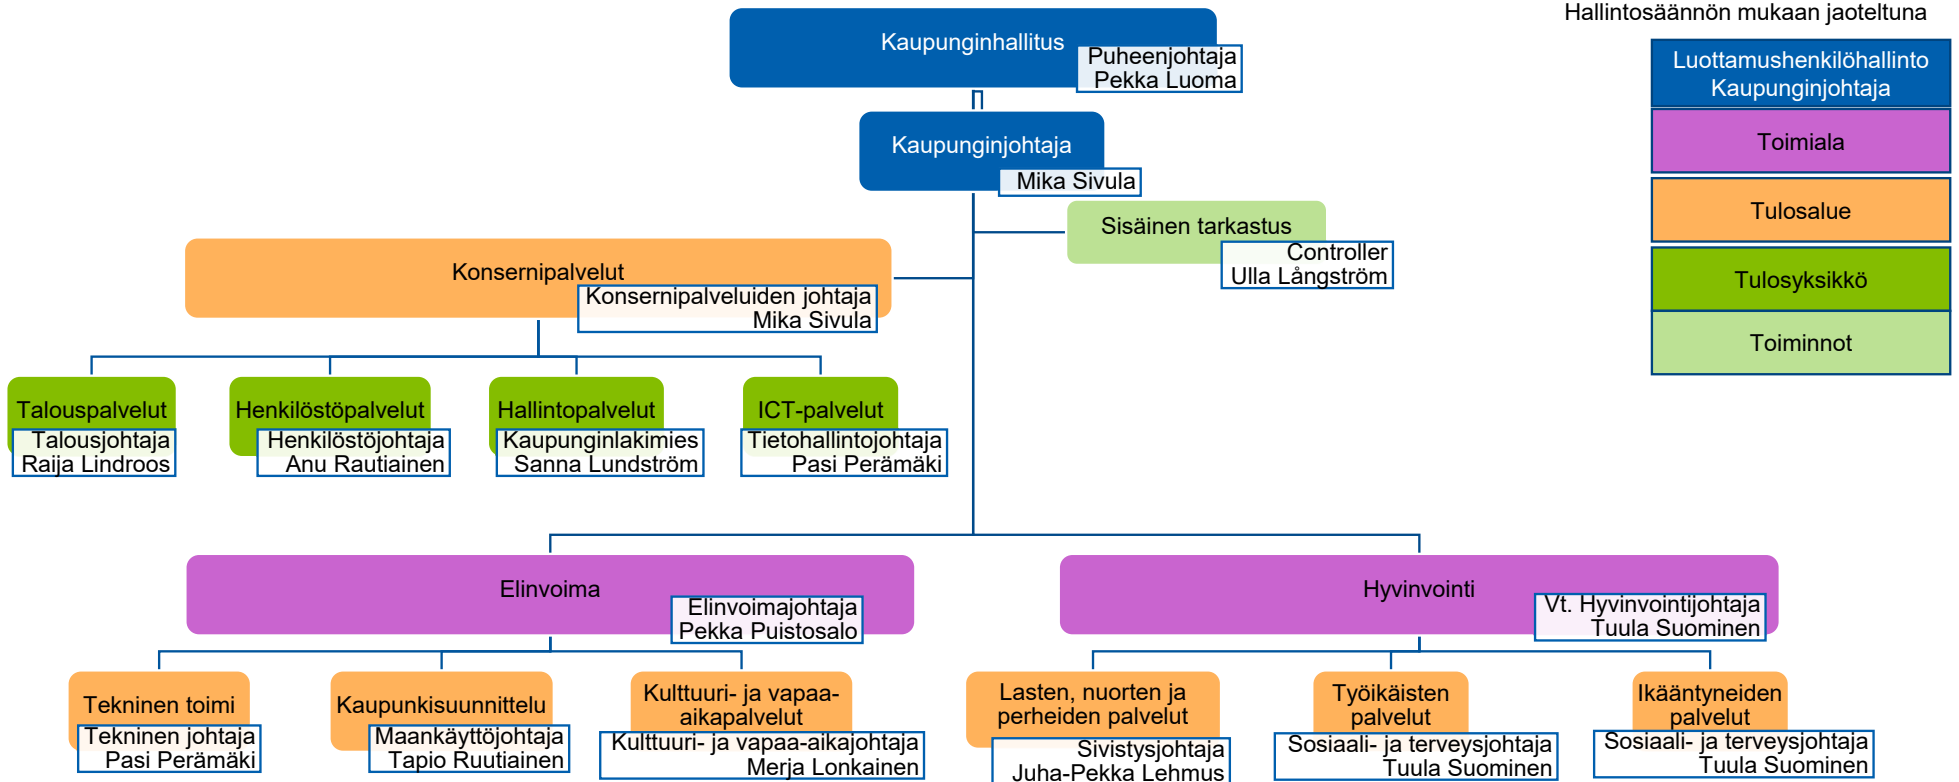 Hallintosäännön mukaan jaoteltuna
Kaupunginhallitus
Puheenjohtaja
Pekka Luoma
Luottamushenkilöhallinto
Kaupunginjohtaja
Toimiala
Tulosalue
Tulosyksikkö
Toiminnot
Kaupunginjohtaja
Mika Sivula
Sisäinen tarkastus
Controller
Ulla Långström
Konsernipalvelut
Konsernipalveluiden johtaja
Mika Sivula
Talouspalvelut
Talousjohtaja
Raija Lindroos
Henkilöstöpalvelut
Henkilöstöjohtaja
Anu Rautiainen
Hallintopalvelut
Kaupunginlakimies
Sanna Lundström
ICT-palvelut
Tietohallintojohtaja
Pasi Perämäki
Elinvoima
Elinvoimajohtaja
Pekka Puistosalo
Hyvinvointi
Vt. Hyvinvointijohtaja
Tuula Suominen
Tekninen toimi
Tekninen johtaja
Pasi Perämäki
Kaupunkisuunnittelu
Maankäyttöjohtaja
Tapio Ruutiainen
Kulttuuri- ja vapaa-
aikapalvelut
Kulttuuri- ja vapaa-aikajohtaja
Merja Lonkainen
Lasten, nuorten ja
perheiden palvelut
Sivistysjohtaja
Juha-Pekka Lehmus
Työikäisten
palvelut
Sosiaali- ja terveysjohtaja
Tuula Suominen
Ikääntyneiden
palvelut
Sosiaali- ja terveysjohtaja
Tuula Suominen